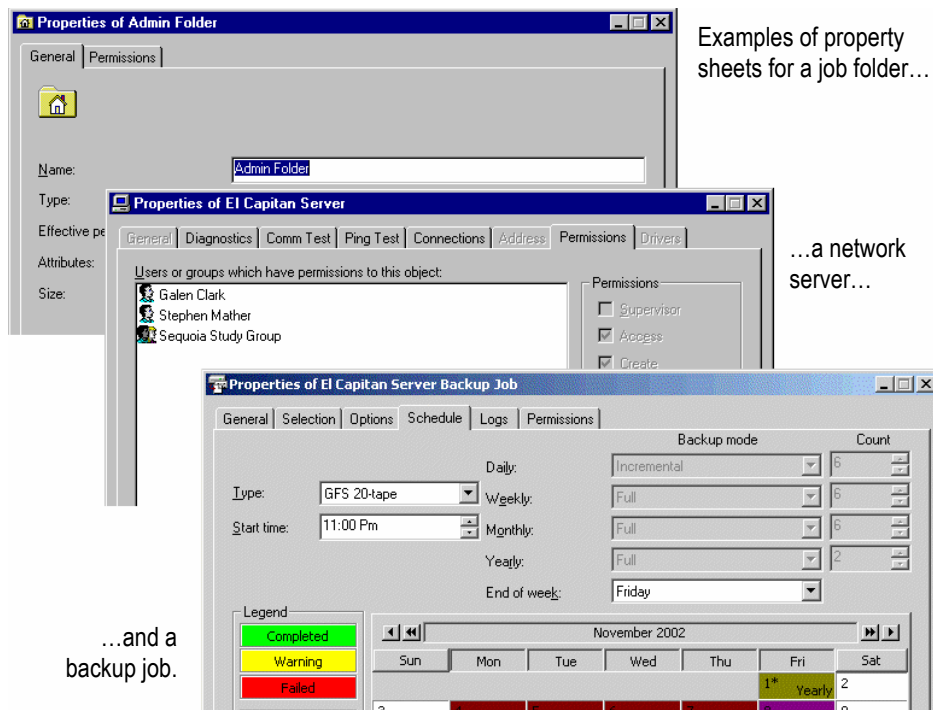 Properties of Admin Folder
Examples of property
sheets for a job folder…
General Permissions
Name: Admin Folder
Type:
Effective pe
Attributes:
Size:
Properties of El Capitan Server
General Diagnostics Comm Test Ping Test Connections Address Permissions Drivers
…a network
server…
Users or groups which have permissions to this object:
Galen Clark
Stephen Mather
Sequoia Study Group
Permissions
Supervisor
Access
Create
Properties of El Capitan Server Backup Job
General Selection Options Schedule Logs Permissions
Backup mode Count
Daily: Incremental 6
Type: GFS 20-tape Weekly: Full 6
Start time: 11:00 Pm Monthly: Full 6
Yearly: Full 2
End of week: Friday
…and a
backup job.
Legend
Completed
Warning
Failed
November 2002
Sun Mon Tue Wed Thu Fri Sat
1* Yearly 2